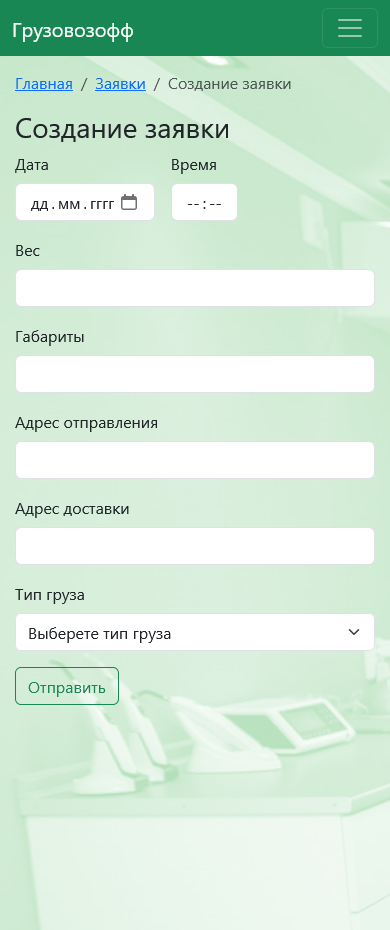 Грузовозофф
Главная / Заявки / Создание заявки
Создание заявки
Дата Время
дд.мм.гггг --:--
Вес
Габариты
Адрес отправления
Адрес доставки
Тип груза
Выберете тип груза
Отправить